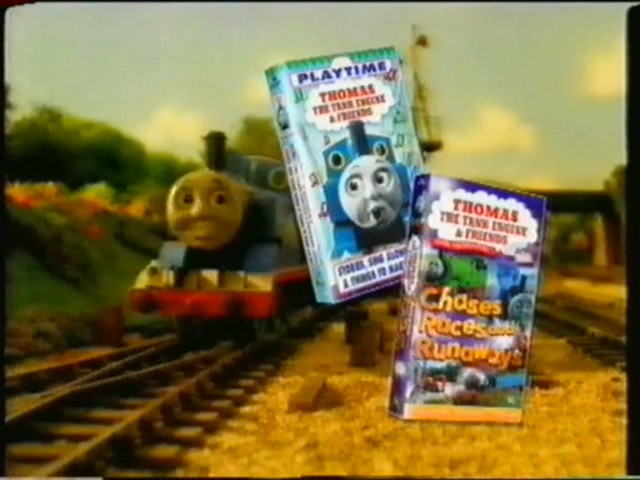 PLAYTIME
THOMAS
THE TANK ENGINE
& FRIENDS
STORIES, SING ALONG
& THINGS TO MAKE
THOMAS
THE TANK ENGINE
& FRIENDS
Chases
Races and
Runaways